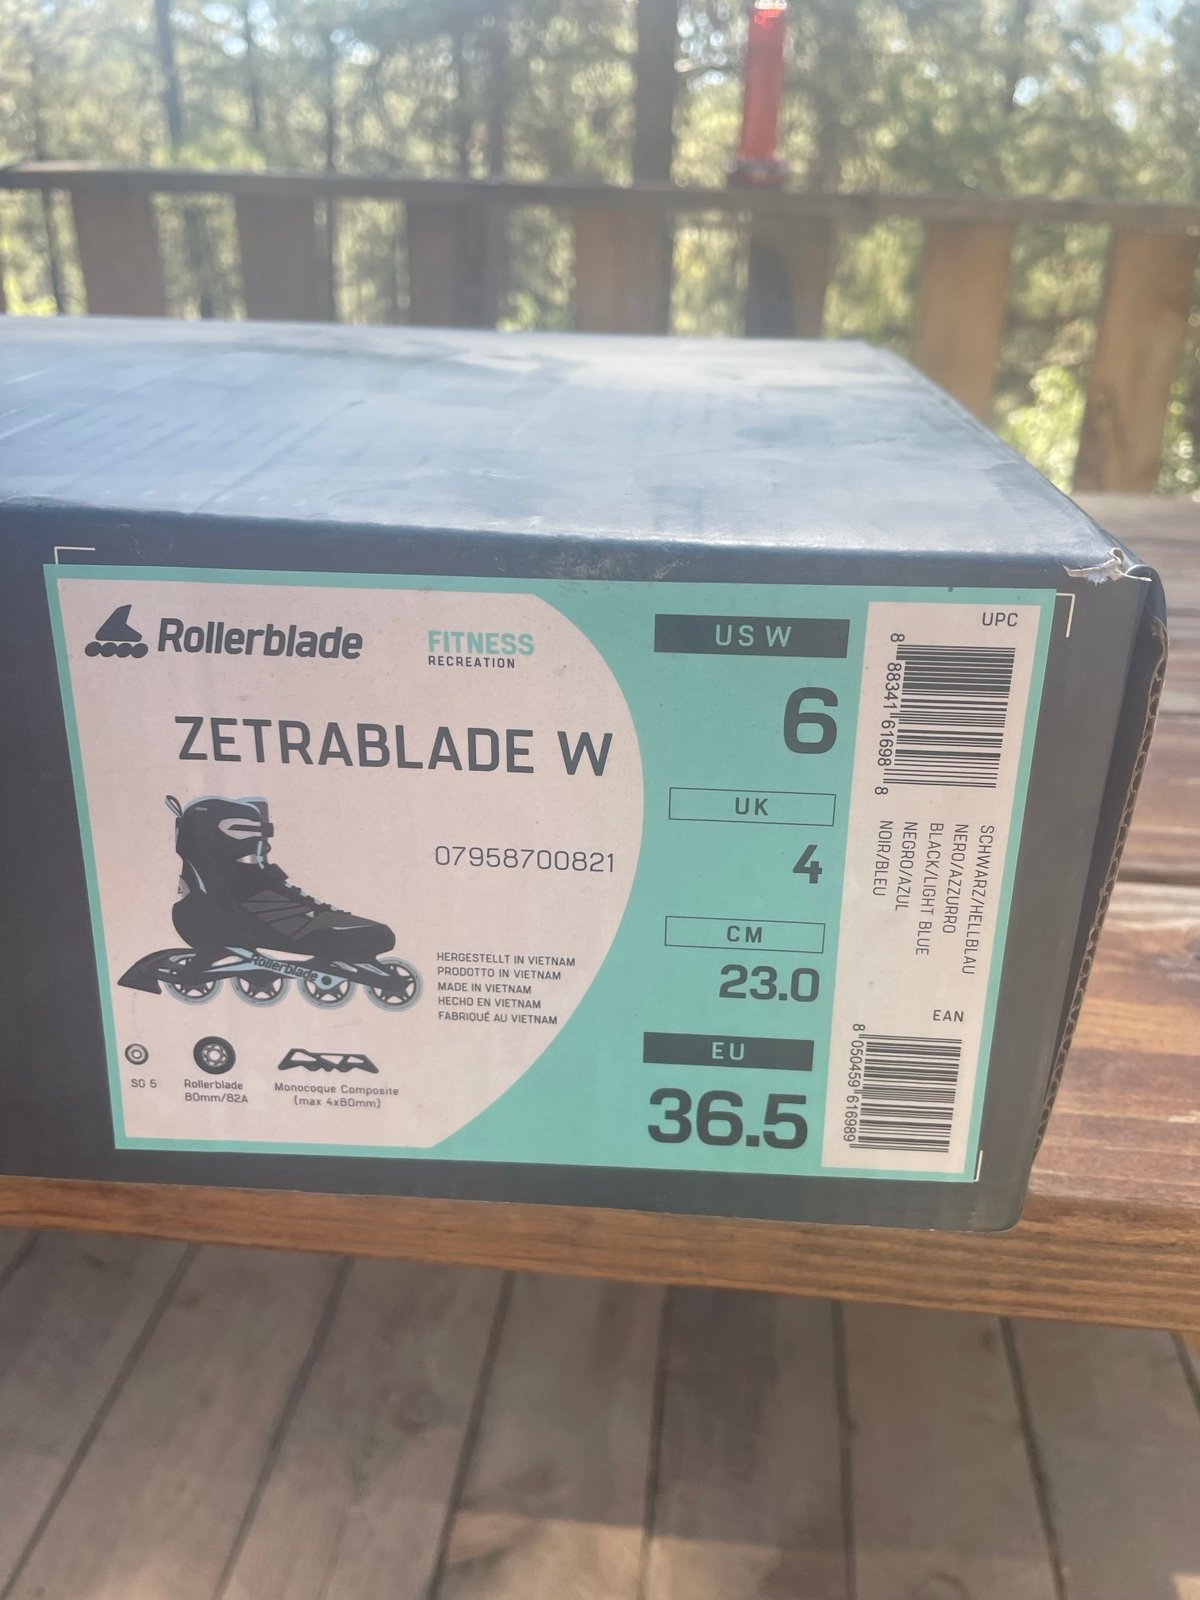 Rollerblade
FITNESS
RECREATION
ZETRABLADE W
07958700821
Rollerblade
HERGESTELLT IN VIETNAM
PRODOTTO IN VIETNAM
MADE IN VIETNAM
HECHO EN VIETNAM
FABRIQUÉ AU VIETNAM
SG 5
Rollerblade
80mm/82A
Monocoque Composite
(max 4x80mm)
US W
6
UK
4
CM
23.0
EU
36.5
UPC
8 88341 61698 8
SCHWARZ/HELLBLAU
NERO/AZZURRO
BLACK/LIGHT BLUE
NEGRO/AZUL
NOIR/BLEU
EAN
8 050459 616989